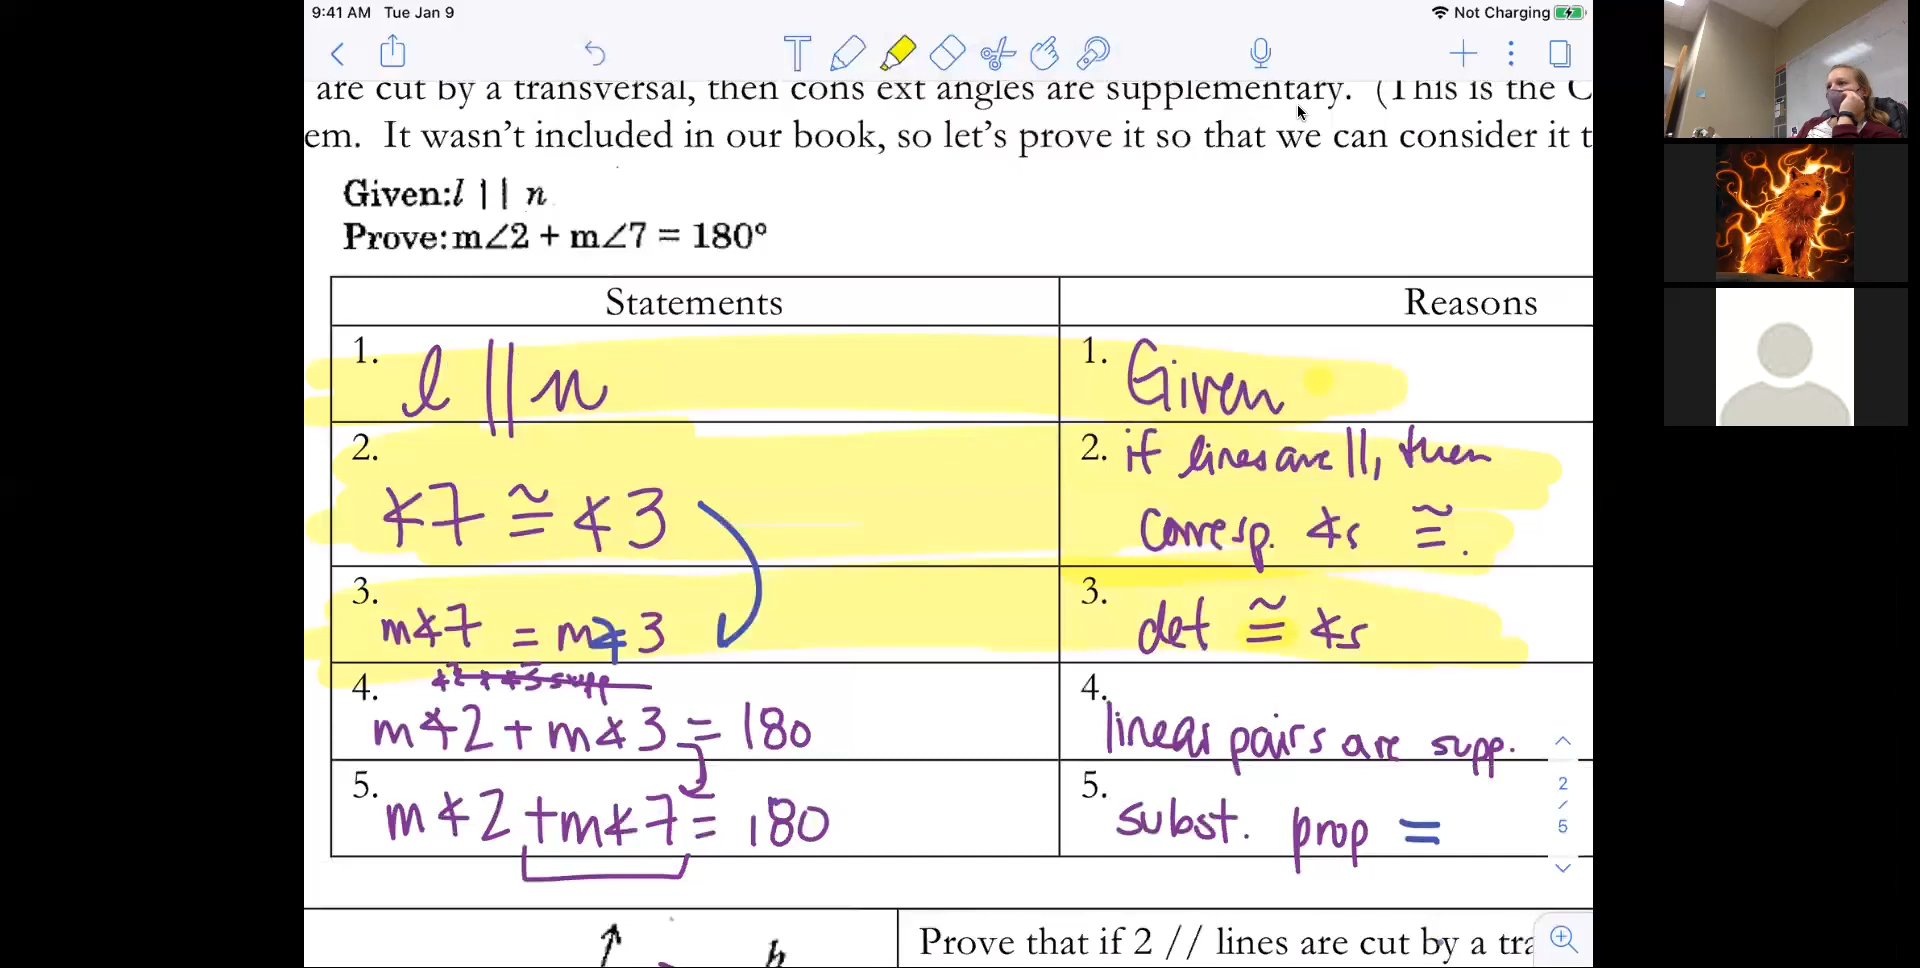 9:41 AM Tue Jan 9
Not Charging
are cut by a transversal, then cons ext angles are supplementary. (This is the C
em. It wasn't included in our book, so let's prove it so that we can consider it t
Given: l || n
Prove: m∠2 + m∠7 = 180°
Statements
Reasons
1. l || n
1. Given
2. ∡7 ≅ ∡3
2. if lines are ||, then
corresp. ∡s ≅.
3. m∡7 = m∡3
3. def ≅ ∡s
4. m∡2 + m∡3 = 180
4. linear pairs are supp.
5. m∡2 + m∡7 = 180
5. subst. prop =
2
/
5
h
Prove that if 2 // lines are cut by a tra